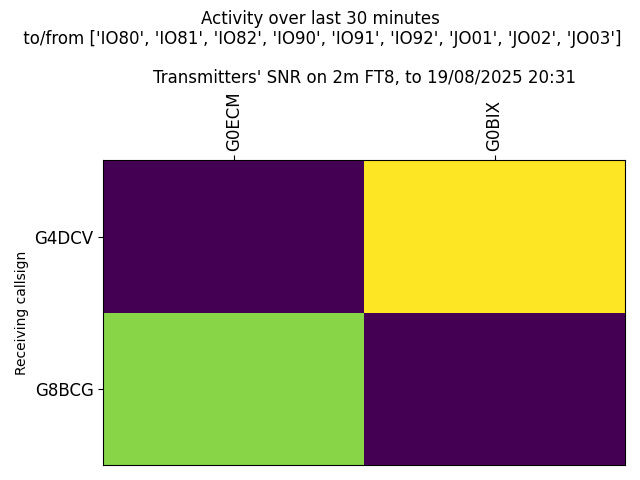 Activity over last 30 minutes
to/from ['IO80', 'IO81', 'IO82', 'IO90', 'IO91', 'IO92', 'JO01', 'JO02', 'JO03']
Transmitters' SNR on 2m FT8, to 19/08/2025 20:31
G0ECM
G0BIX
Receiving callsign
G4DCV
G8BCG